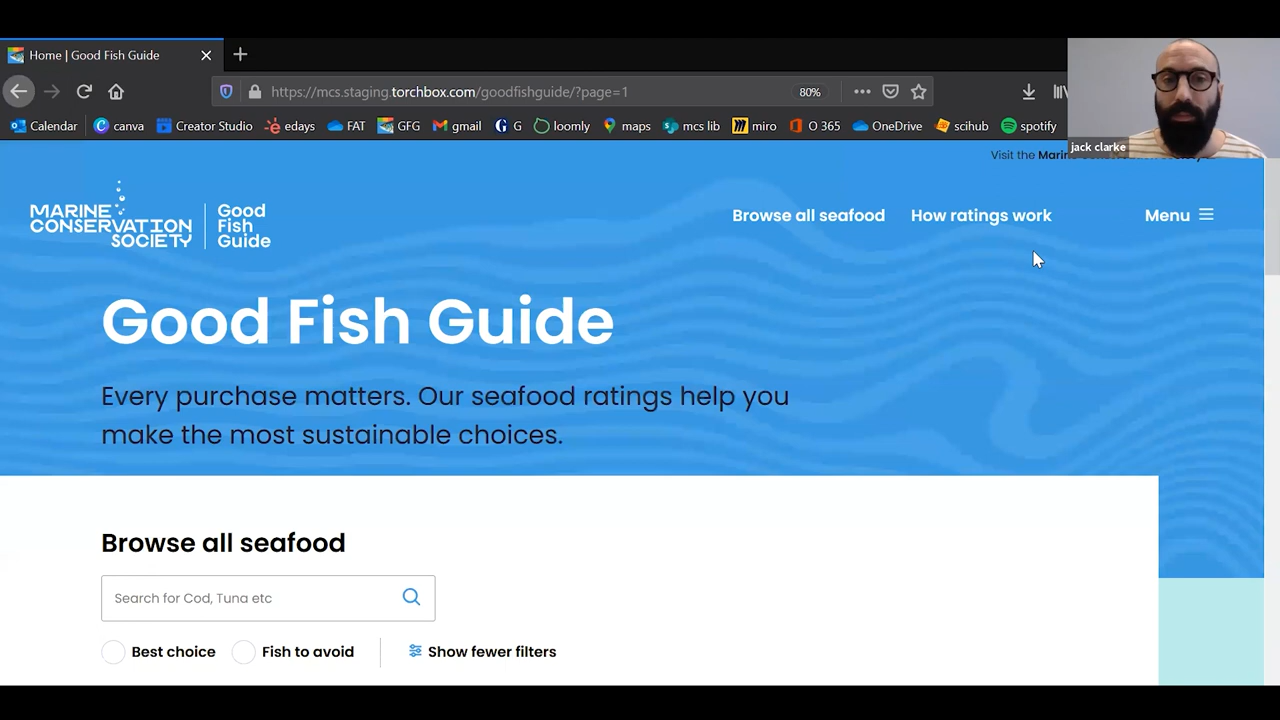 Home | Good Fish Guide
https://mcs.staging.torchbox.com/goodfishguide/?page=1
80%
Calendar
canva
Creator Studio
edays
FAT
GFG
gmail
G
loomly
maps
mcs lib
miro
O 365
OneDrive
scihub
spotify
jack clarke
Visit the
MARINE
CONSERVATION
SOCIETY
Good
Fish
Guide
Browse all seafood
How ratings work
Menu
Good Fish Guide
Every purchase matters. Our seafood ratings help you
make the most sustainable choices.
Browse all seafood
Search for Cod, Tuna etc
Best choice
Fish to avoid
Show fewer filters